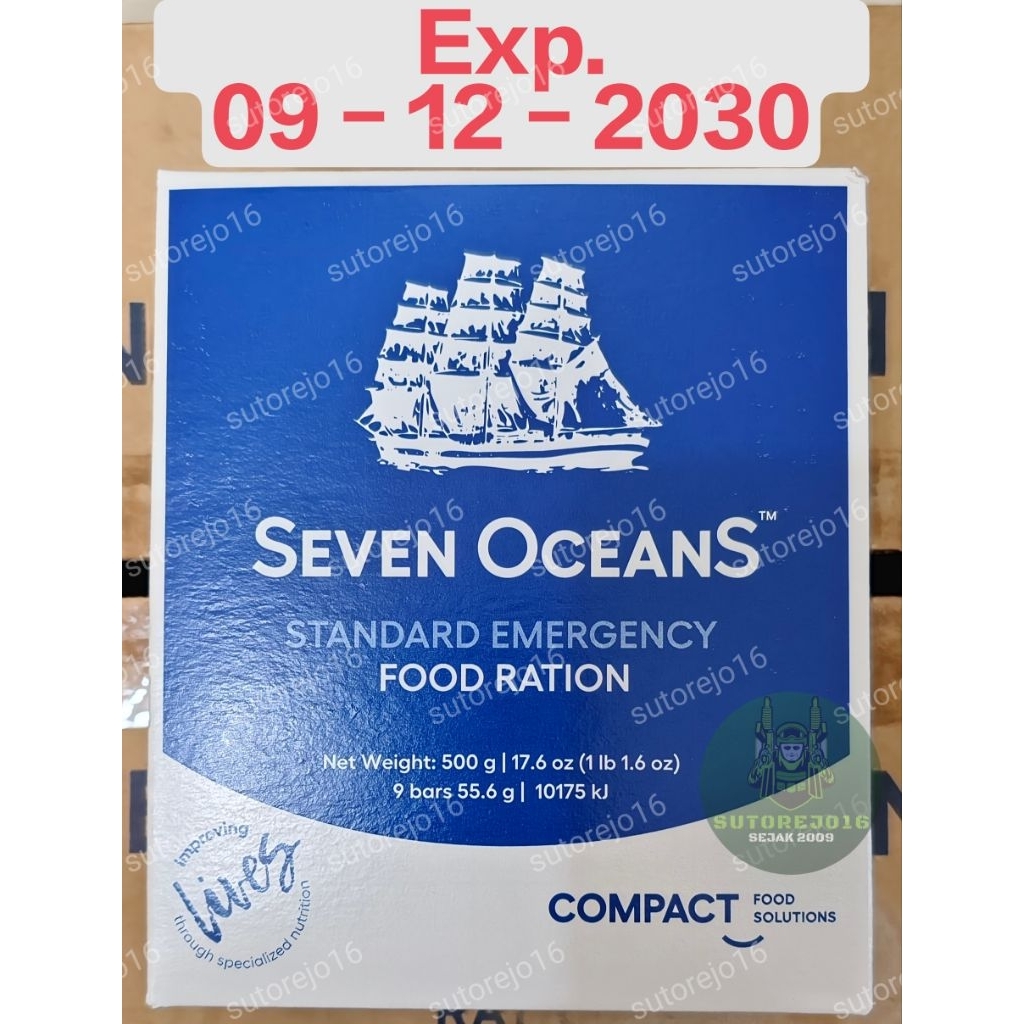 Exp.
09 - 12 - 2030
SEVEN OCEANS™
STANDARD EMERGENCY
FOOD RATION
Net Weight: 500 g | 17.6 oz (1 lb 1.6 oz)
9 bars 55.6 g | 10175 kJ
improving
lives
through specialized nutrition
COMPACT FOOD
SOLUTIONS
SUTOREJO16
SEJAK 2009
sutorejo16